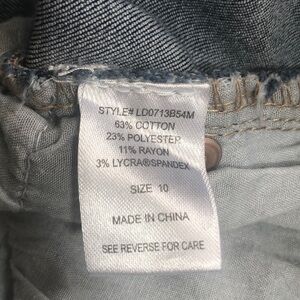 STYLE# LD0713B54M
63% COTTON
23% POLYESTER
11% RAYON
3% LYCRA®SPANDEX
SIZE 10
MADE IN CHINA
SEE REVERSE FOR CARE